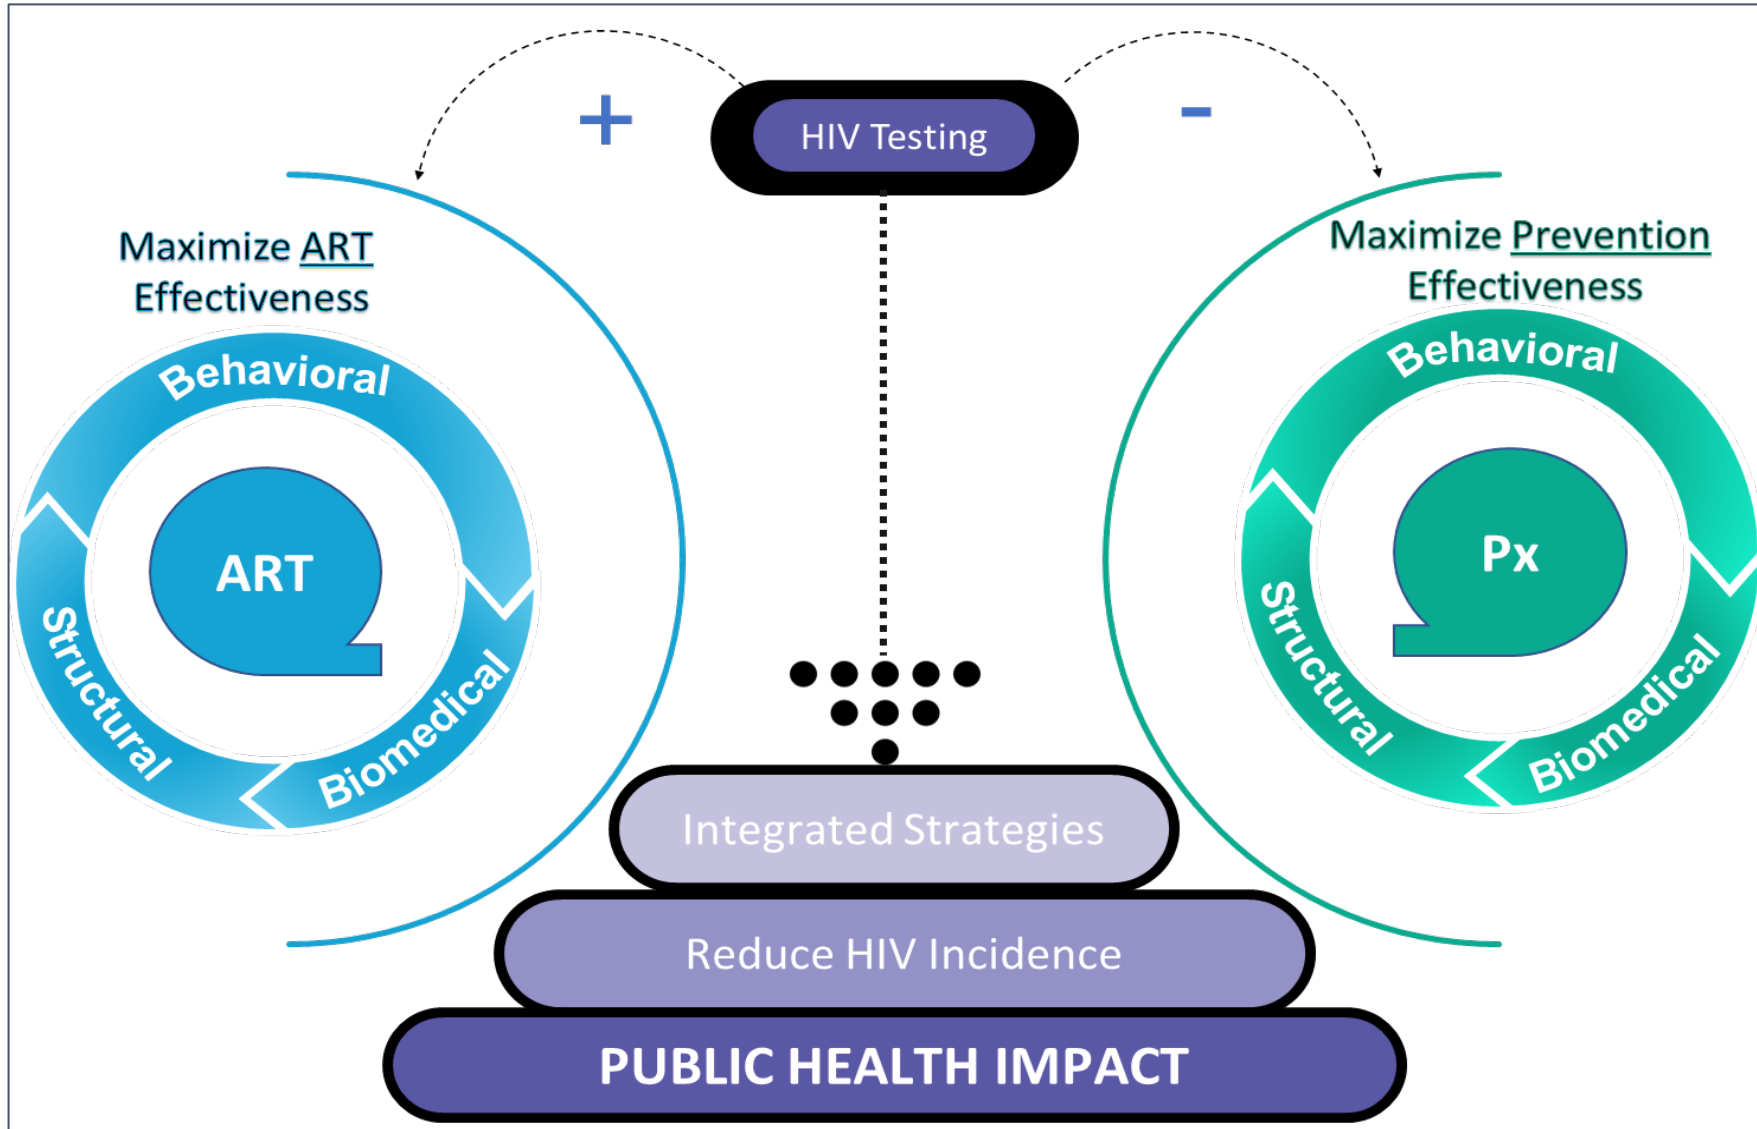 +
-
HIV Testing
Maximize ART
Effectiveness
Behavioral
Biomedical
Structural
ART
Maximize Prevention
Effectiveness
Behavioral
Biomedical
Structural
Px
Integrated Strategies
Reduce HIV Incidence
PUBLIC HEALTH IMPACT